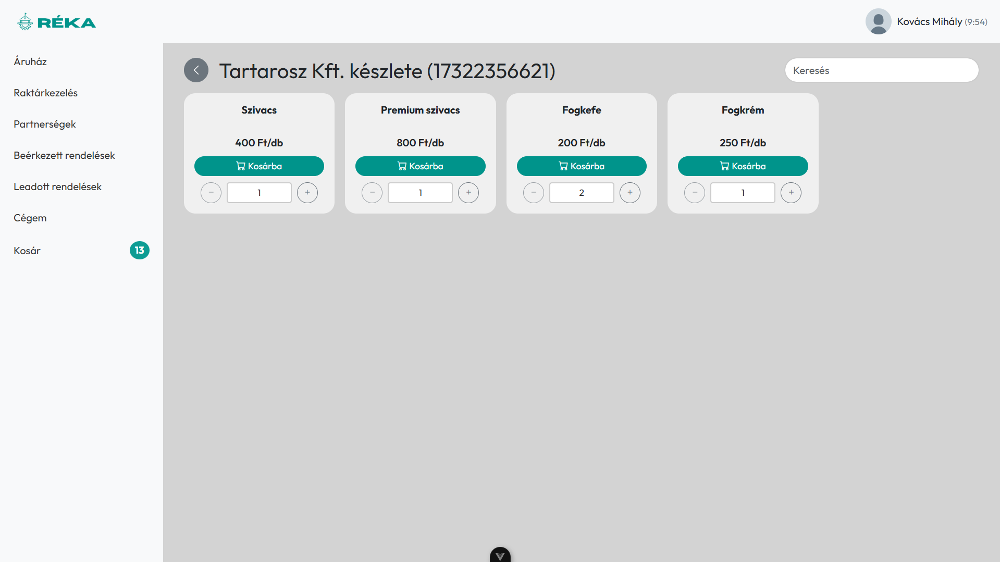 RÉKA
Kovács Mihály (9:54)
Áruház
Raktárkezelés
Partnerségek
Beérkezett rendelések
Leadott rendelések
Cégem
Kosár 13
Tartarosz Kft. készlete (17322356621)
Keresés
Szivacs
400 Ft/db
Kosárba
− 1 +
Premium szivacs
800 Ft/db
Kosárba
− 1 +
Fogkefe
200 Ft/db
Kosárba
− 2 +
Fogkrém
250 Ft/db
Kosárba
− 1 +